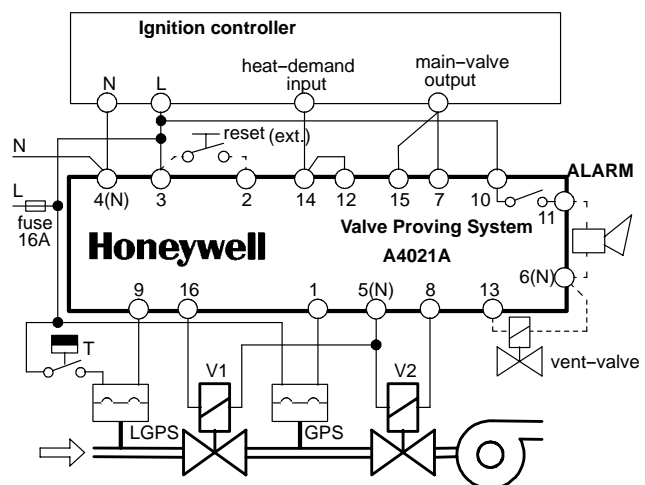 Ignition controller
N
L
heat-demand
input
main-valve
output
reset (ext.)
N
L
fuse
16A
4(N)
3
2
14
12
15
7
10
ALARM
11
Valve Proving System
Honeywell
A4021A
6(N)
9
16
1
5(N)
8
13
T
V1
V2
vent-valve
LGPS
GPS